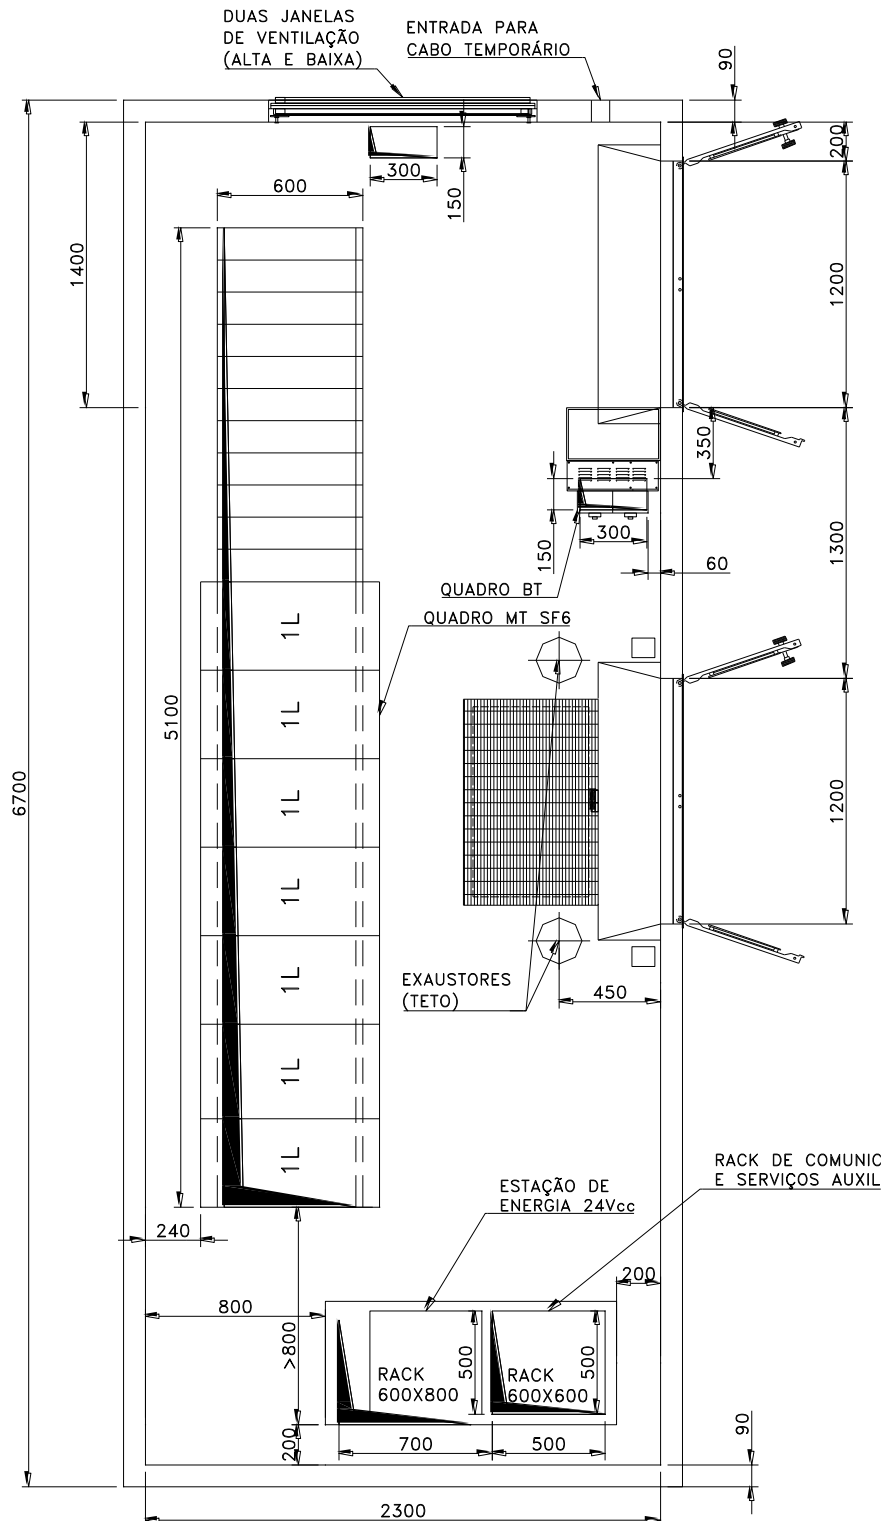 DUAS JANELAS
DE VENTILAÇÃO
(ALTA E BAIXA)
ENTRADA PARA
CABO TEMPORÁRIO
90
200
300
150
600
1400
1200
350
150
300
1300
60
QUADRO BT
QUADRO MT SF6
1L
1L
5100
6700
1L
1200
1L
1L
EXAUSTORES
(TETO)
450
1L
1L
RACK DE COMUNIC
E SERVIÇOS AUXIL
ESTAÇÃO DE
ENERGIA 24Vcc
240
200
800
>800
500
500
RACK
600X800
RACK
600X600
200
700
500
90
2300